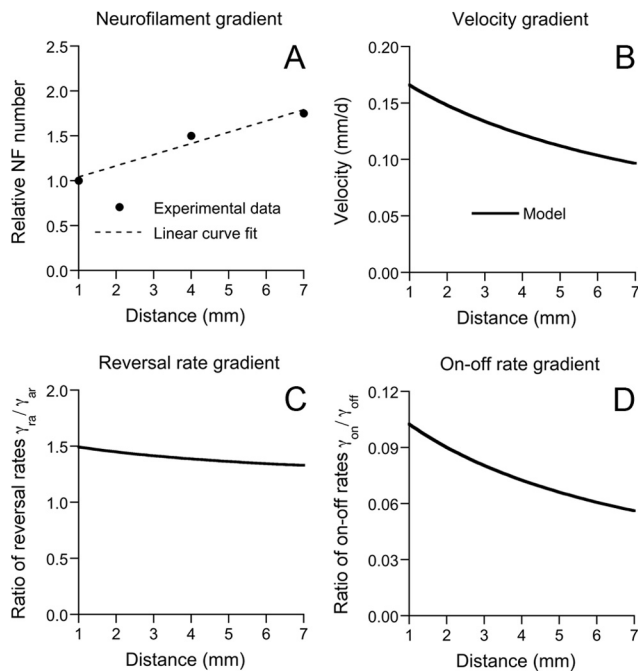 Neurofilament gradient
A
Relative NF number
2.5
2.0
1.5
1.0
0.5
0.0
Experimental data
Linear curve fit
1 2 3 4 5 6 7
Distance (mm)
Velocity gradient
B
Velocity (mm/d)
0.20
0.15
0.10
0.05
0.00
Model
1 2 3 4 5 6 7
Distance (mm)
Reversal rate gradient
C
Ratio of reversal rates γra / γar
2.0
1.5
1.0
0.5
0.0
1 2 3 4 5 6 7
Distance (mm)
On-off rate gradient
D
Ratio of on-off rates γon / γoff
0.12
0.09
0.06
0.03
0.00
1 2 3 4 5 6 7
Distance (mm)